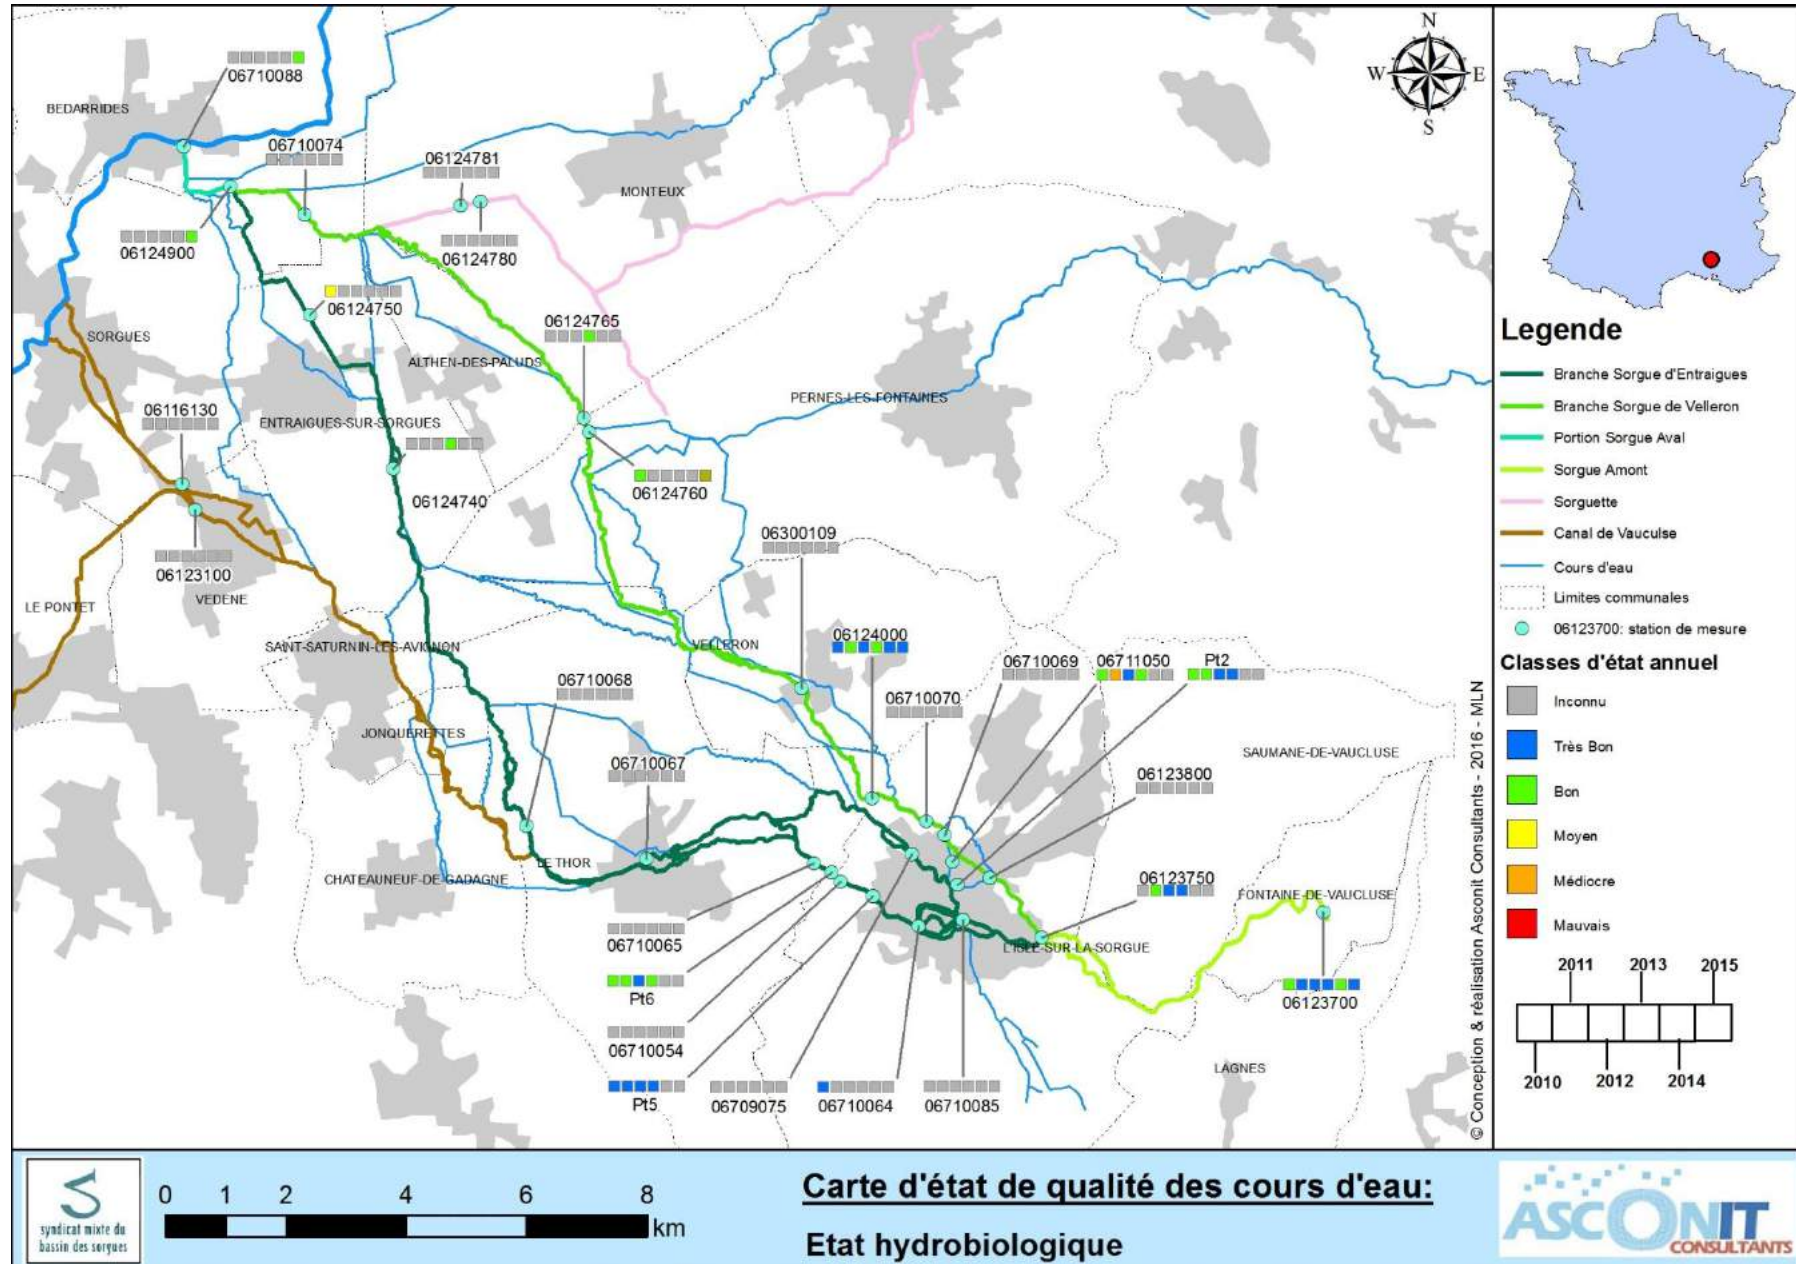 N
W
E
S
06710088
BEDARRIDES
06710074
06124781
MONTEUX
06124900
06124780
06124750
06124765
SORGUES
ALTHEN-DES-PALUDS
PERNES-LES-FONTAINES
06116130
ENTRAIGUES-SUR-SORGUES
06124760
06124740
06300109
06123100
VEDENE
LE PONTET
SAINT-SATURNIN-LES-AVIGNON
VELLERON
06124000
06710069
06711050
Pt2
06710068
06710070
JONQUERETTES
06710067
SAUMANE-DE-VAUCLUSE
06123800
LE THOR
CHATEAUNEUF-DE-GADAGNE
06123750
FONTAINE-DE-VAUCLUSE
06710065
L'ISLE-SUR-LA-SORGUE
Pt6
06123700
06710054
LAGNES
Pt5
06709075
06710064
06710085
© Conception & réalisation Asconit Consultants - 2016 - MLN
Legende
Branche Sorgue d'Entraigues
Branche Sorgue de Velleron
Portion Sorgue Aval
Sorgue Amont
Sorguette
Canal de Vauculse
Cours d'eau
Limites communales
06123700: station de mesure
Classes d'état annuel
Inconnu
Très Bon
Bon
Moyen
Médiocre
Mauvais
2011 2013 2015
2010 2012 2014
syndicat mixte du
bassin des sorgues
0 1 2 4 6 8
km
Carte d'état de qualité des cours d'eau:
Etat hydrobiologique
ASCONIT
CONSULTANTS